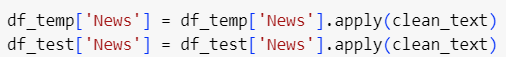 df_temp['News'] = df_temp['News'].apply(clean_text)
df_test['News'] = df_test['News'].apply(clean_text)